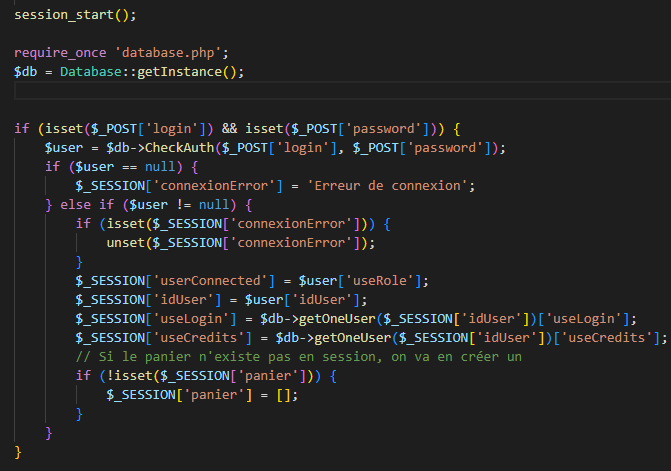 session_start();
require_once 'database.php';
$db = Database::getInstance();
if (isset($_POST['login']) && isset($_POST['password'])) {
$user = $db->CheckAuth($_POST['login'], $_POST['password']);
if ($user == null) {
$_SESSION['connexionError'] = 'Erreur de connexion';
} else if ($user != null) {
if (isset($_SESSION['connexionError'])) {
unset($_SESSION['connexionError']);
}
$_SESSION['userConnected'] = $user['useRole'];
$_SESSION['idUser'] = $user['idUser'];
$_SESSION['useLogin'] = $db->getOneUser($_SESSION['idUser'])['useLogin'];
$_SESSION['useCredits'] = $db->getOneUser($_SESSION['idUser'])['useCredits'];
// Si le panier n'existe pas en session, on va en créer un
if (!isset($_SESSION['panier'])) {
$_SESSION['panier'] = [];
}
}
}